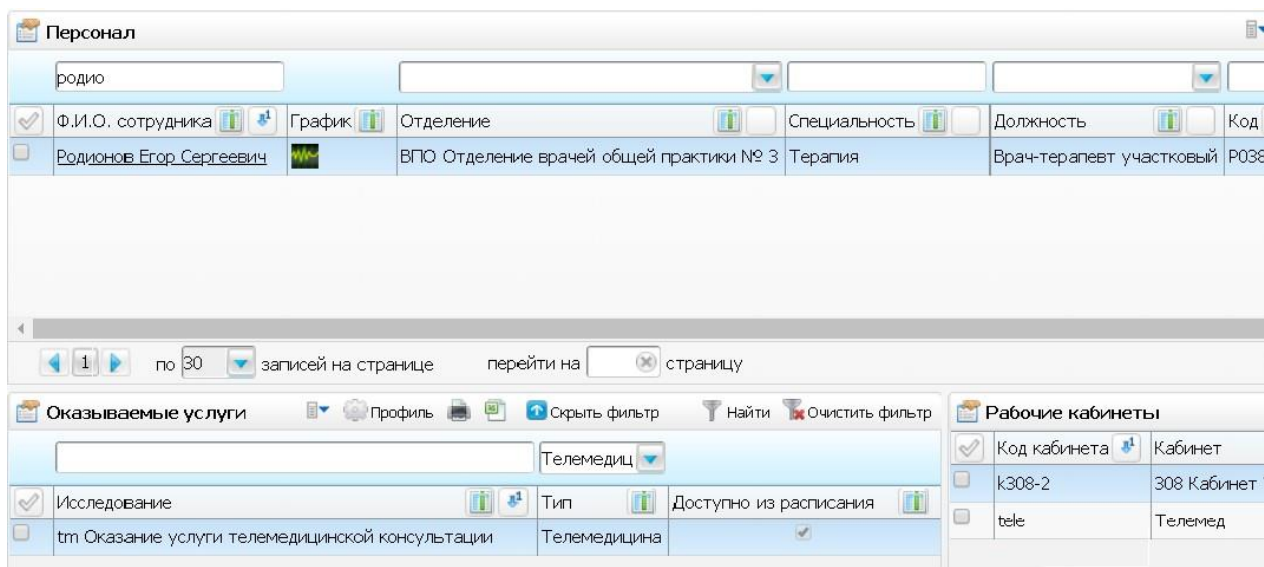 Персонал
родио
Ф.И.О. сотрудника График Отделение Специальность Должность Код
Родионов Егор Сергеевич ВПО Отделение врачей общей практики № 3 Терапия Врач-терапевт участковый P038
1 по 30 записей на странице перейти на страницу
Оказываемые услуги Профиль Скрыть фильтр Найти Очистить фильтр
Телемедиц
Исследование Тип Доступно из расписания
tm Оказание услуги телемедицинской консультации Телемедицина
Рабочие кабинеты
Код кабинета Кабинет
k308-2 308 Кабинет
tele Телемед